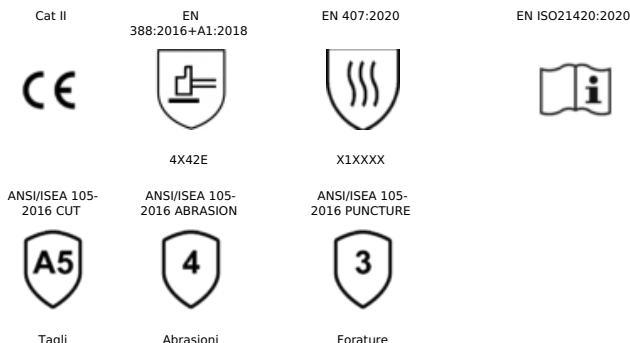 Cat II
EN
388:2016+A1:2018
EN 407:2020
EN ISO21420:2020
CE
i
4X42E
X1XXXX
ANSI/ISEA 105-
2016 CUT
ANSI/ISEA 105-
2016 ABRASION
ANSI/ISEA 105-
2016 PUNCTURE
A5
4
3
Tagli
Abrasioni
Forature